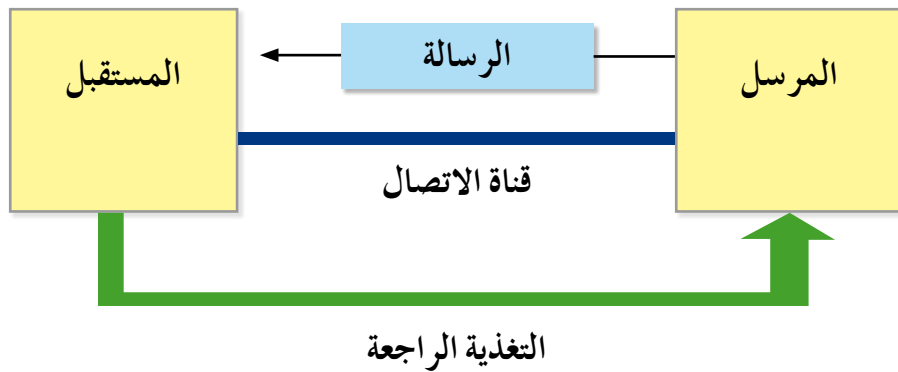 المرسل
الرسالة
المستقبل
قناة الاتصال
التغذية الراجعة